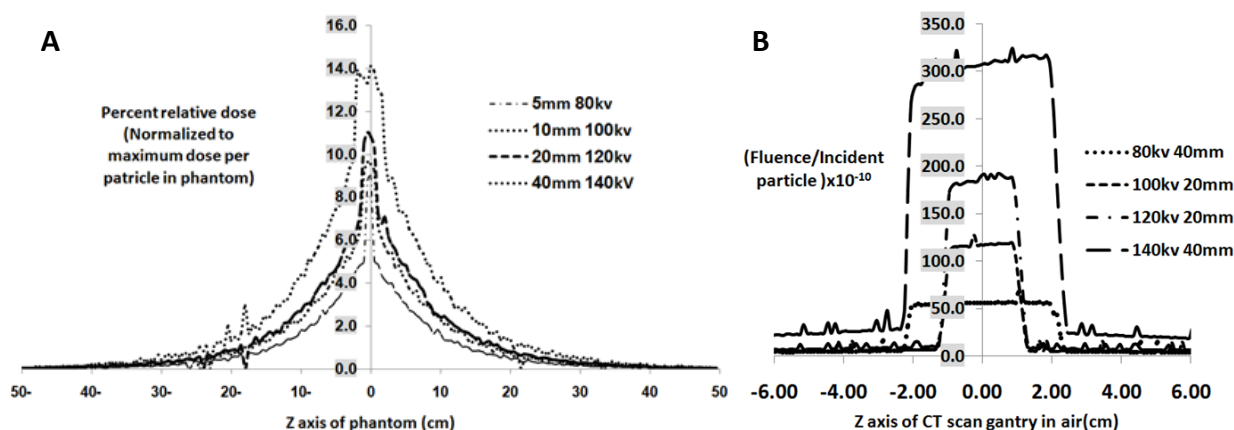 A
16.0
14.0
12.0
10.0
8.0
6.0
4.0
2.0
0.0
Percent relative dose
(Normalized to
maximum dose per
patricle in phantom)
5mm 80kv
10mm 100kv
20mm 120kv
40mm 140kV
50- 40- 30- 20- 10- 0 10 20 30 40 50
Z axis of phantom (cm)
B
350.0
300.0
250.0
200.0
150.0
100.0
50.0
0.0
(Fluence/Incident
particle )x10-10
80kv 40mm
100kv 20mm
120kv 20mm
140kv 40mm
-6.00 -4.00 -2.00 0.00 2.00 4.00 6.00
Z axis of CT scan gantry in air(cm)